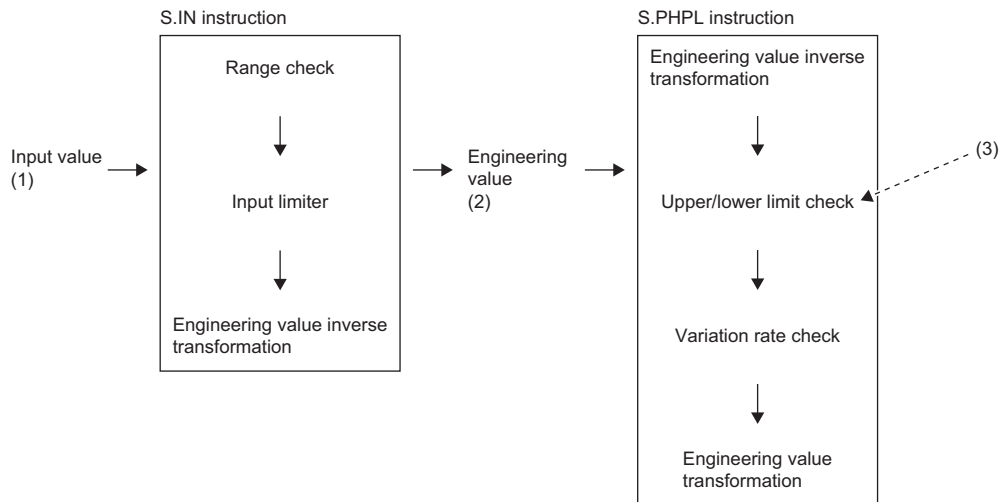 S.IN instruction
Range check
Input limiter
Engineering value inverse
transformation
Input value
(1)
Engineering
value
(2)
S.PHPL instruction
Engineering value inverse
transformation
Upper/lower limit check
Variation rate check
Engineering value
transformation
(3)